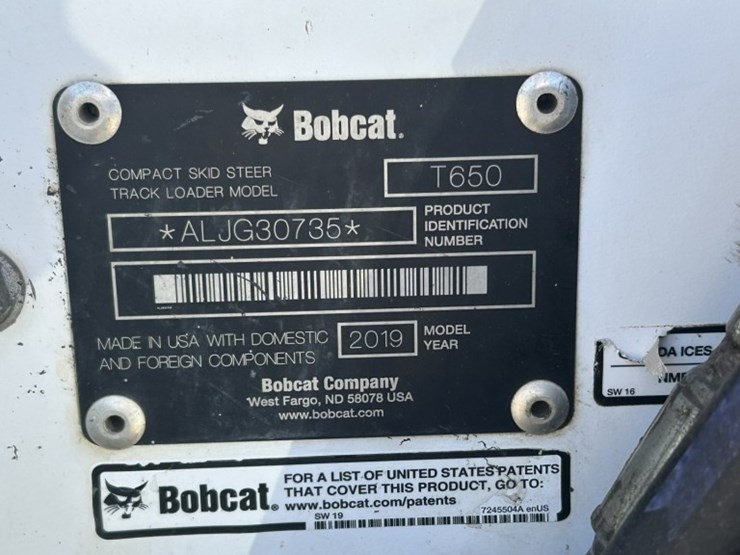 Bobcat.
COMPACT SKID STEER
TRACK LOADER MODEL
T650
*ALJG30735*
PRODUCT
IDENTIFICATION
NUMBER
MADE IN USA WITH DOMESTIC
AND FOREIGN COMPONENTS
2019
MODEL
YEAR
Bobcat Company
West Fargo, ND 58078 USA
www.bobcat.com
DA ICES
SW 16
Bobcat.
FOR A LIST OF UNITED STATES PATENTS
THAT COVER THIS PRODUCT, GO TO:
www.bobcat.com/patents
SW 19
7245504A enUS